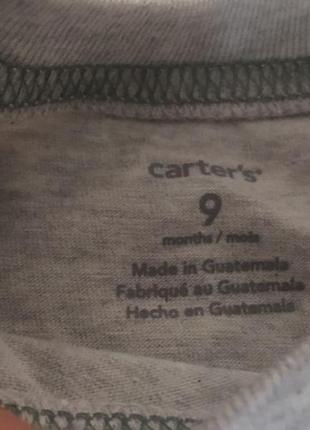 carter's
9
months / mois
Made in Guatemala
Fabriqué au Guatemala
Hecho en Guatemala